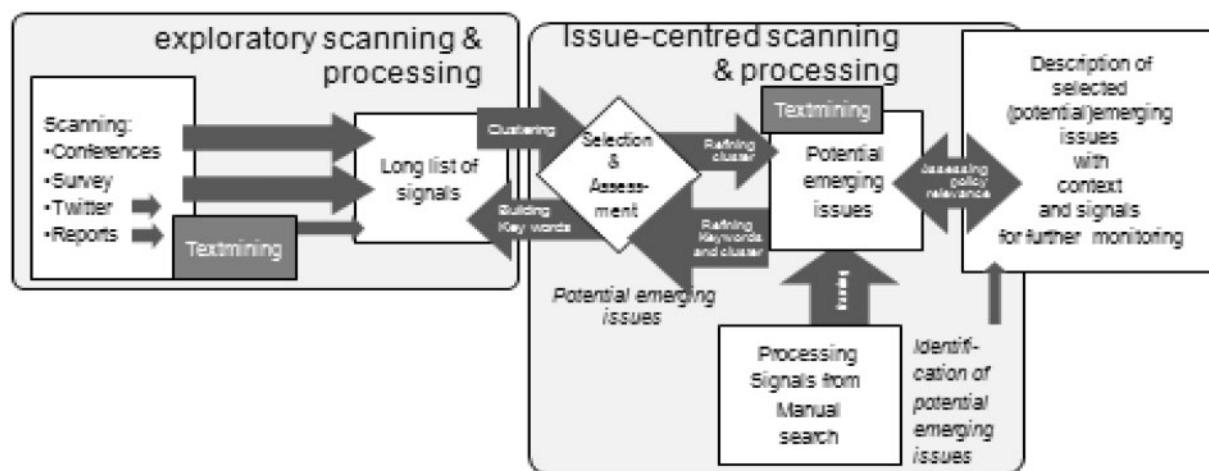 exploratory scanning &
processing
Scanning:
▪Conferences
▪Survey
▪Twitter
▪Reports
Textmining
Long list of
signals
Clustering
Building
Key words
Issue-centred scanning
& processing
Selection
&
Assess-
ment
Refining
cluster
Refining
Keywords
and cluster
Potential emerging
issues
Textmining
Potential
emerging
issues
Processing
Signals from
Manual
search
Assessing
policy
relevance
Description of
selected
(potential)emerging
issues
with
context
and signals
for further monitoring
Identifi-
cation of
potential
emerging
issues